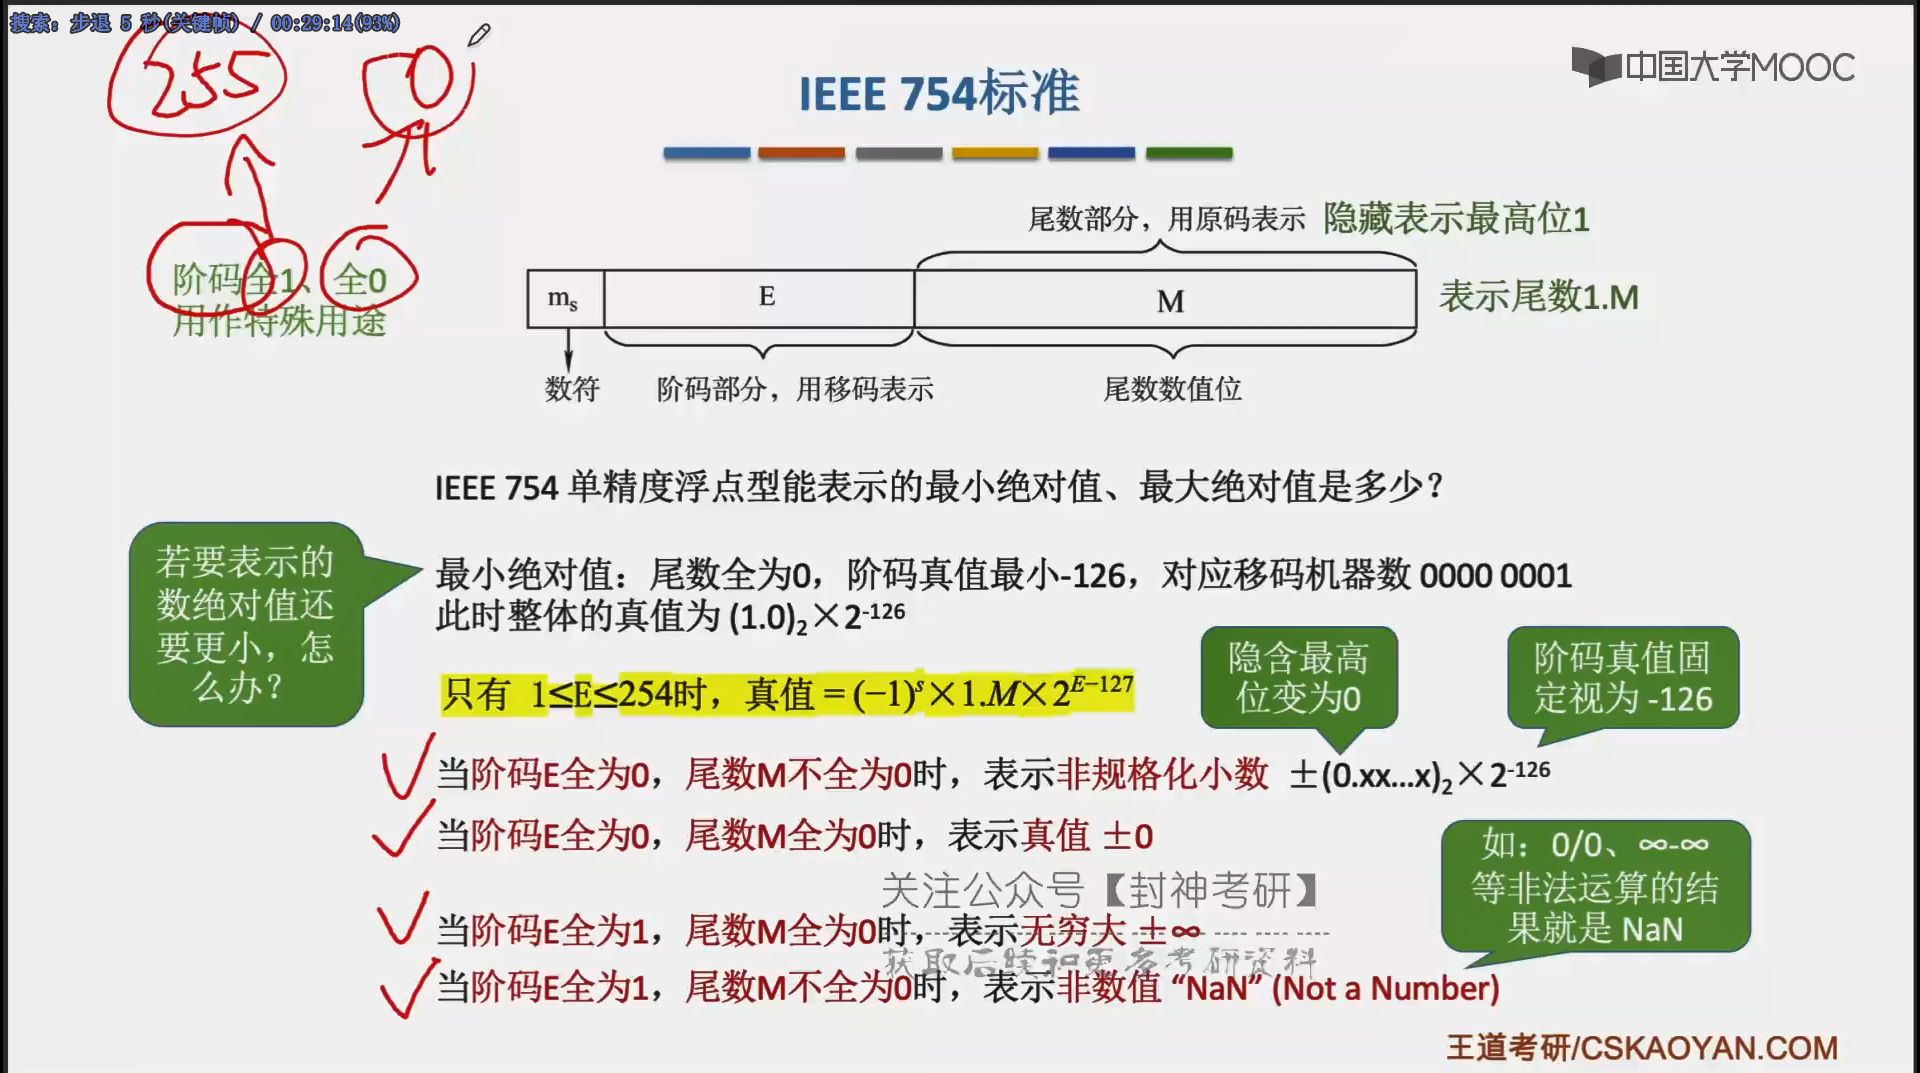 搜索: 步退 5 秒(关键帧) / 00:29:14(93%)
255 0
中国大学MOOC
IEEE 754标准
尾数部分，用原码表示 隐藏表示最高位1
阶码全1、全0
用作特殊用途
ms E M 表示尾数1.M
数符 阶码部分，用移码表示 尾数数值位
IEEE 754 单精度浮点型能表示的最小绝对值、最大绝对值是多少？
若要表示的
数绝对值还
要更小，怎
么办？
最小绝对值：尾数全为0，阶码真值最小-126，对应移码机器数 0000 0001
此时整体的真值为 (1.0)₂×2⁻¹²⁶
隐含最高
位变为0
阶码真值固
定视为 -126
只有 1≤E≤254时，真值 = (−1)ˢ×1.M×2ᴱ⁻¹²⁷
当阶码E全为0，尾数M不全为0时，表示非规格化小数 ±(0.xx...x)₂×2⁻¹²⁶
当阶码E全为0，尾数M全为0时，表示真值 ±0
如：0/0、∞-∞
等非法运算的结
果就是 NaN
关注公众号【封神考研】
当阶码E全为1，尾数M全为0时，表示无穷大 ±∞
获取后续和更多考研资料
当阶码E全为1，尾数M不全为0时，表示非数值 “NaN” (Not a Number)
王道考研/CSKAOYAN.COM